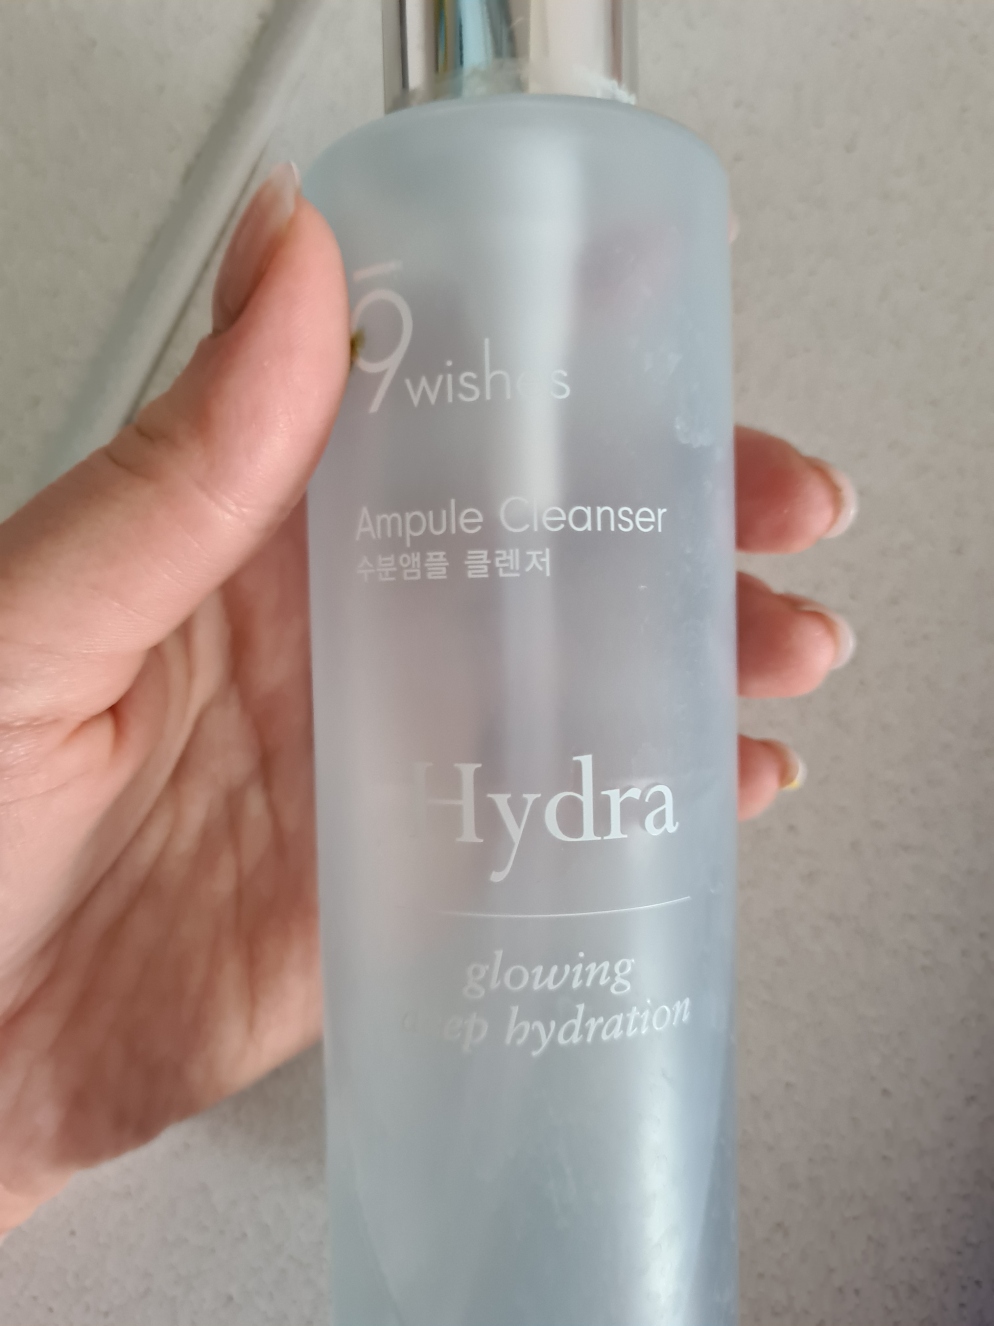 9wishes
Ampule Cleanser
수분앰플 클렌저
Hydra
glowing
hydration